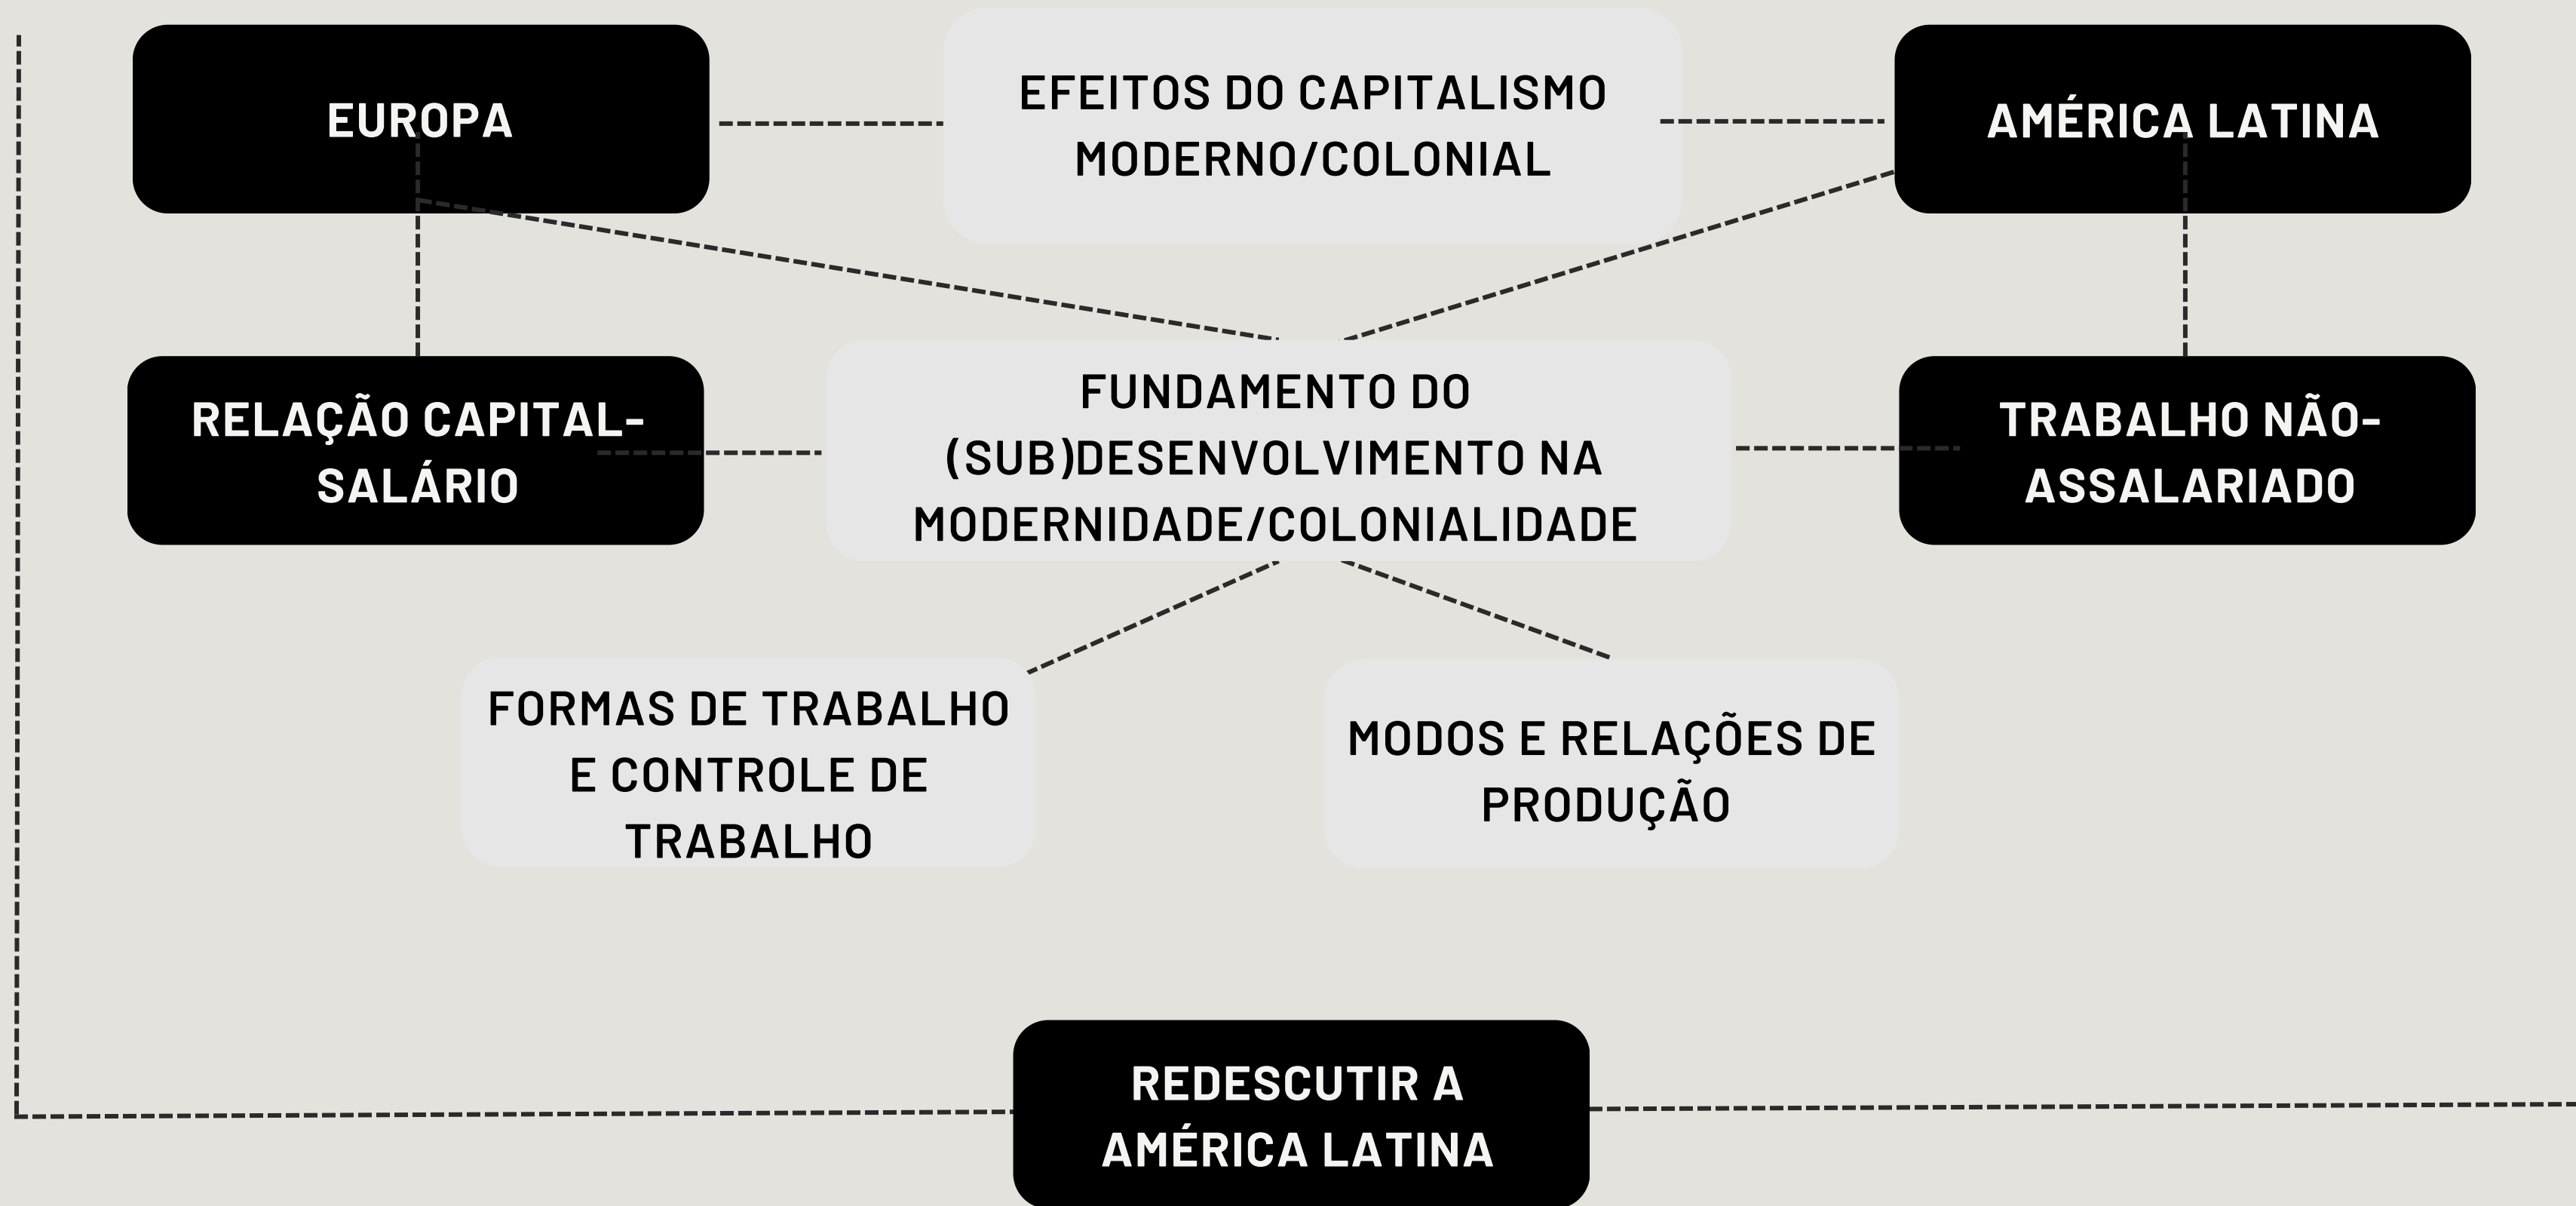 EUROPA
EFEITOS DO CAPITALISMO
MODERNO/COLONIAL
AMÉRICA LATINA
RELAÇÃO CAPITAL-
SALÁRIO
FUNDAMENTO DO
(SUB)DESENVOLVIMENTO NA
MODERNIDADE/COLONIALIDADE
TRABALHO NÃO-
ASSALARIADO
FORMAS DE TRABALHO
E CONTROLE DE
TRABALHO
MODOS E RELAÇÕES DE
PRODUÇÃO
REDESCUTIR A
AMÉRICA LATINA